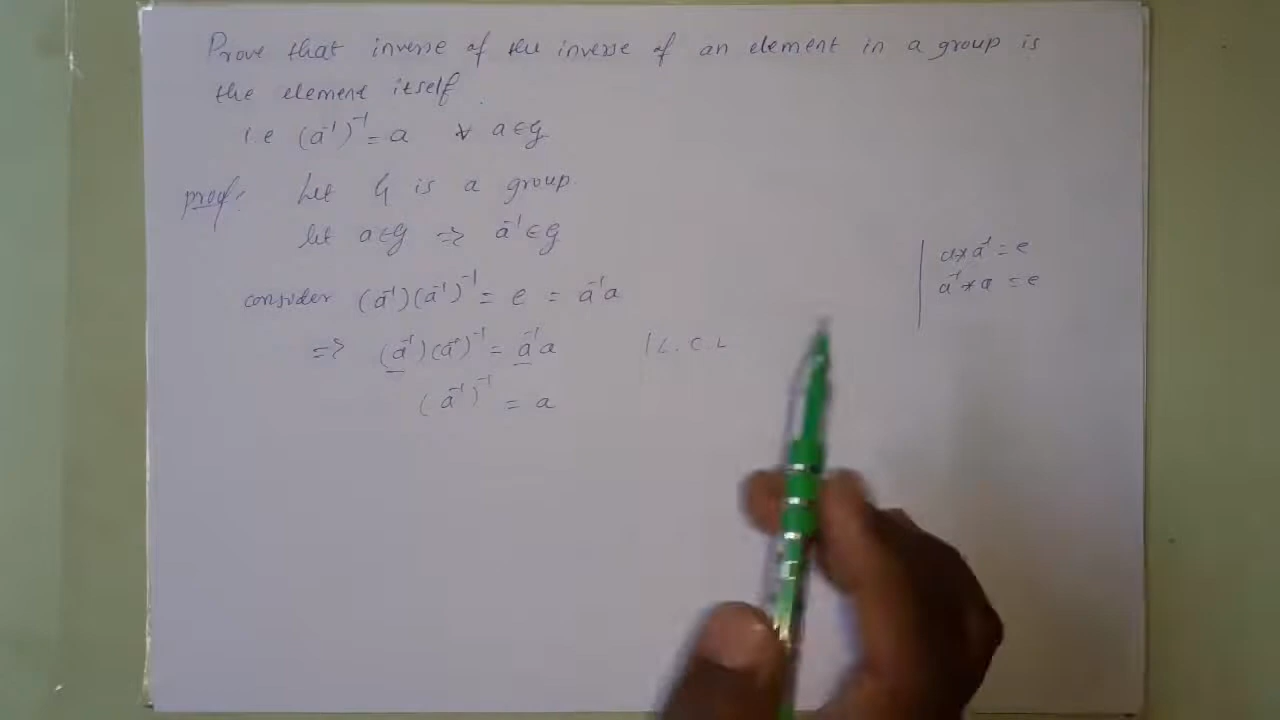 Prove that inverse of the inverse of an element in a group is
the element itself.
i.e (a⁻¹)⁻¹ = a ∀ a∈G
proof: Let G is a group.
let a∈G => a⁻¹∈G
consider (a⁻¹)(a⁻¹)⁻¹ = e = a⁻¹a
=> (a⁻¹)(a⁻¹)⁻¹ = a⁻¹a | L.C.L
(a⁻¹)⁻¹ = a
a*a⁻¹ = e
a⁻¹*a = e